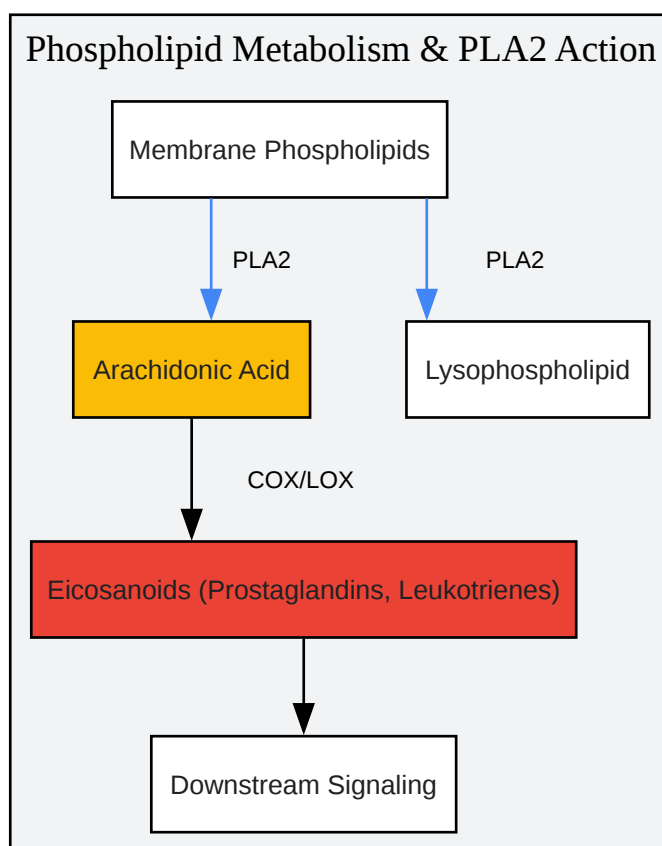 Phospholipid Metabolism & PLA2 Action
Membrane Phospholipids
PLA2
PLA2
Arachidonic Acid
Lysophospholipid
COX/LOX
Eicosanoids (Prostaglandins, Leukotrienes)
Downstream Signaling